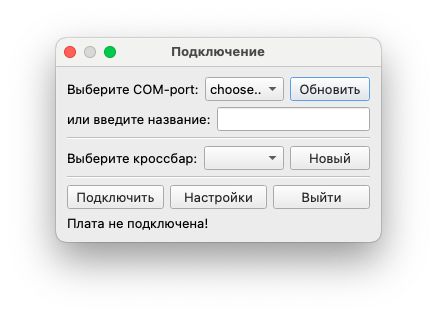 Подключение
Выберите COM-port: choose.. Обновить
или введите название:
Выберите кроссбар: Новый
Подключить Настройки Выйти
Плата не подключена!